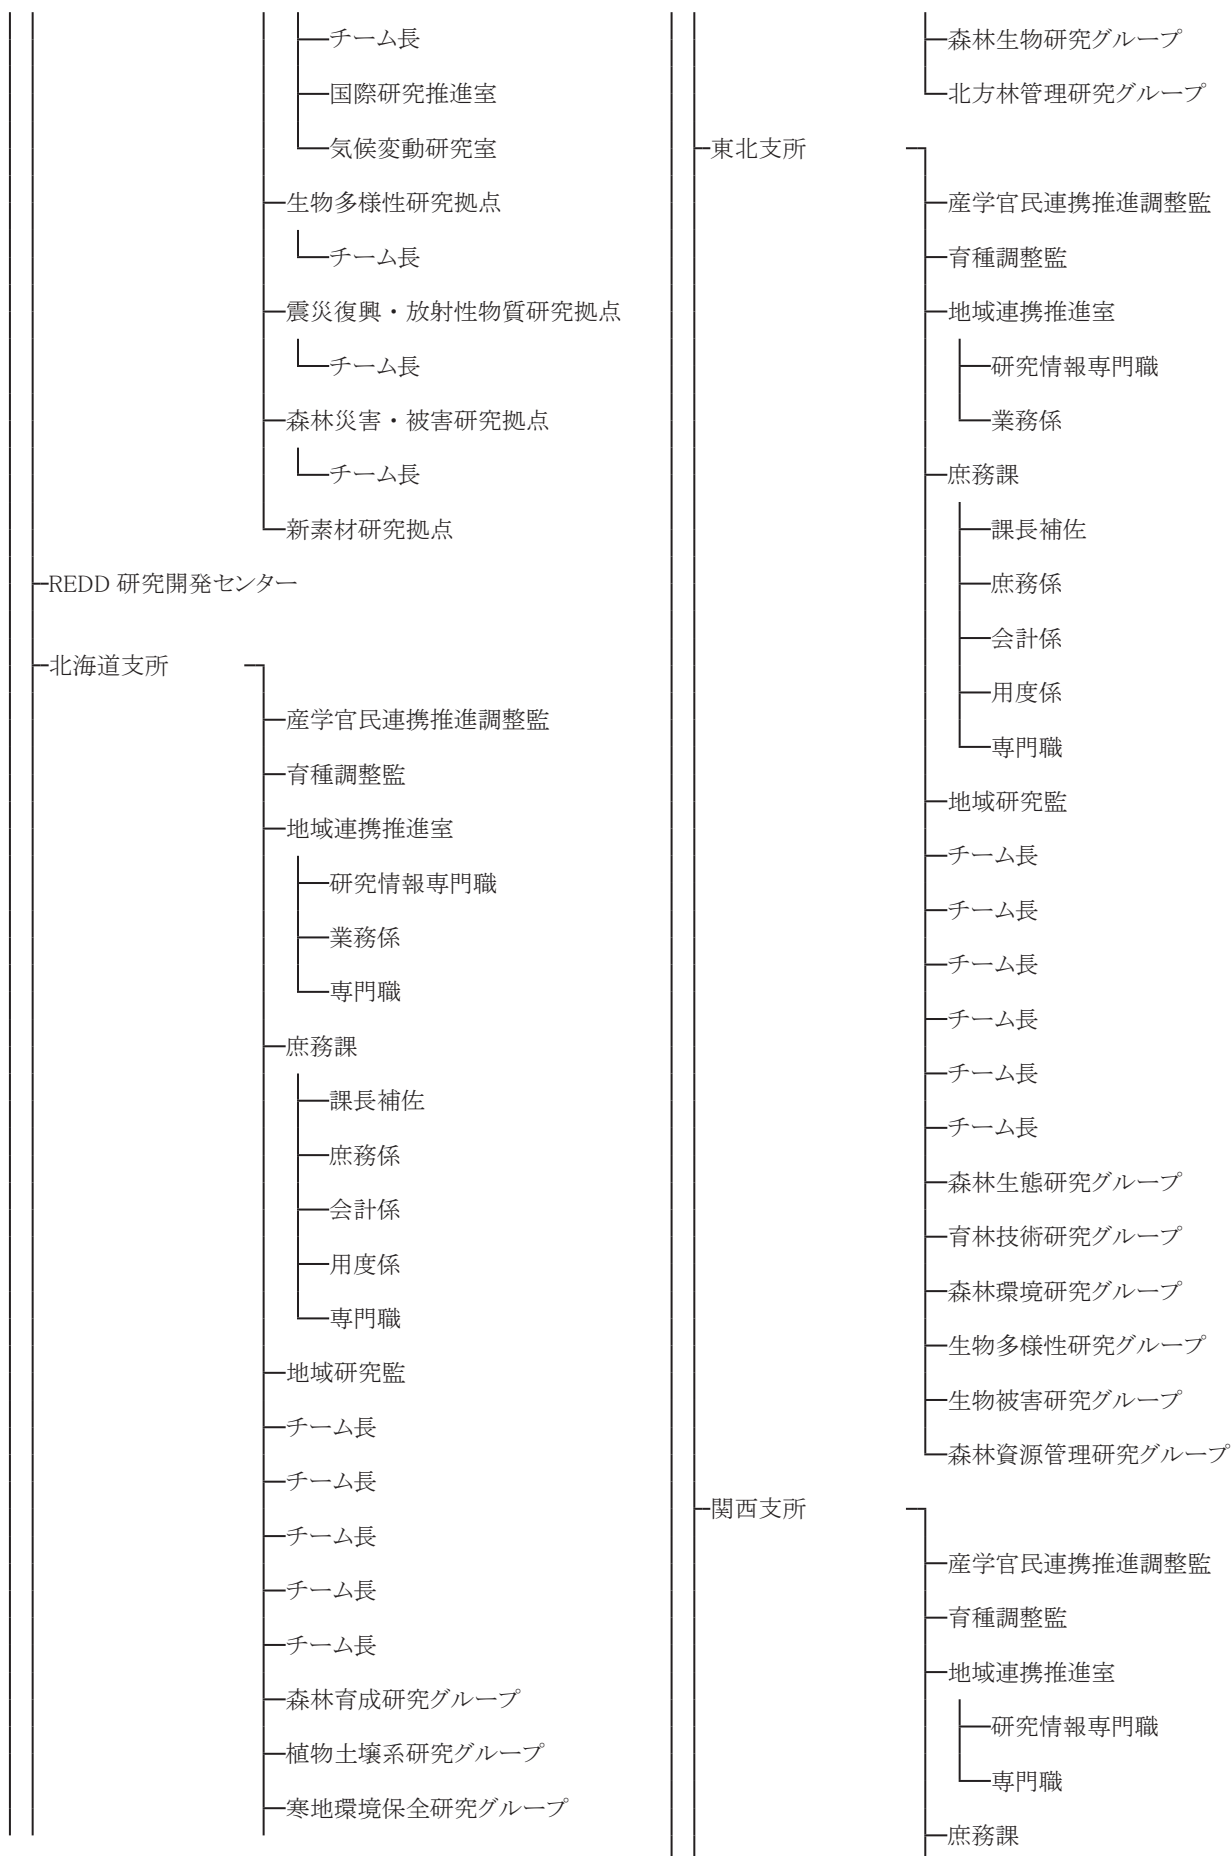 チーム長
国際研究推進室
気候変動研究室
生物多様性研究拠点
チーム長
震災復興・放射性物質研究拠点
チーム長
森林災害・被害研究拠点
チーム長
新素材研究拠点
REDD 研究開発センター
北海道支所
産学官民連携推進調整監
育種調整監
地域連携推進室
研究情報専門職
業務係
専門職
庶務課
課長補佐
庶務係
会計係
用度係
専門職
地域研究監
チーム長
チーム長
チーム長
チーム長
チーム長
森林育成研究グループ
植物土壌系研究グループ
寒地環境保全研究グループ
森林生物研究グループ
北方林管理研究グループ
東北支所
産学官民連携推進調整監
育種調整監
地域連携推進室
研究情報専門職
業務係
庶務課
課長補佐
庶務係
会計係
用度係
専門職
地域研究監
チーム長
チーム長
チーム長
チーム長
チーム長
チーム長
森林生態研究グループ
育林技術研究グループ
森林環境研究グループ
生物多様性研究グループ
生物被害研究グループ
森林資源管理研究グループ
関西支所
産学官民連携推進調整監
育種調整監
地域連携推進室
研究情報専門職
専門職
庶務課